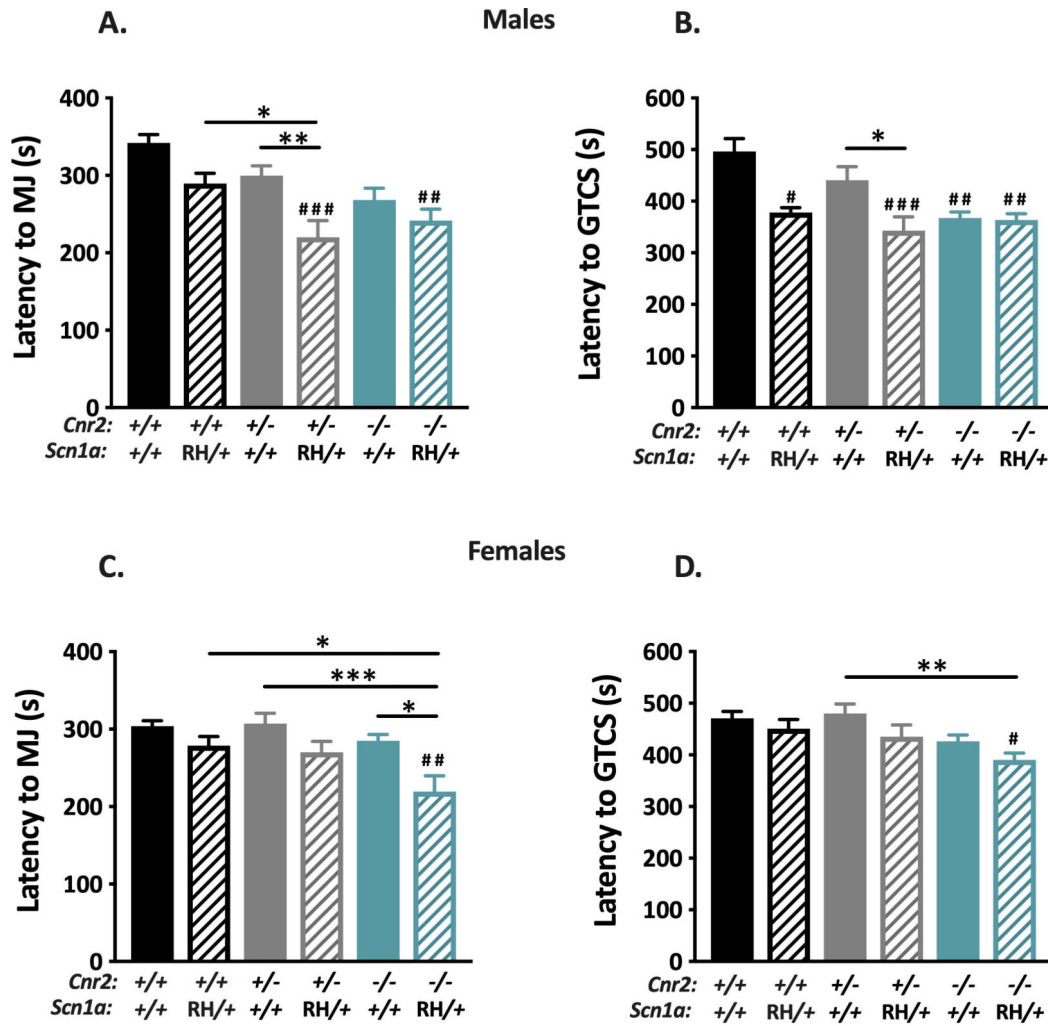 Males
A.
Latency to MJ (s)
400
300
200
100
0
*
**
###
##
Cnr2: +/+ +/+ +/- +/- -/- -/-
Scn1a: +/+ RH/+ +/+ RH/+ +/+ RH/+
B.
Latency to GTCS (s)
600
500
400
300
200
100
0
*
# ### ## ##
Cnr2: +/+ +/+ +/- +/- -/- -/-
Scn1a: +/+ RH/+ +/+ RH/+ +/+ RH/+
Females
C.
Latency to MJ (s)
400
300
200
100
0
*
***
*
##
Cnr2: +/+ +/+ +/- +/- -/- -/-
Scn1a: +/+ RH/+ +/+ RH/+ +/+ RH/+
D.
Latency to GTCS (s)
600
500
400
300
200
100
0
**
#
Cnr2: +/+ +/+ +/- +/- -/- -/-
Scn1a: +/+ RH/+ +/+ RH/+ +/+ RH/+